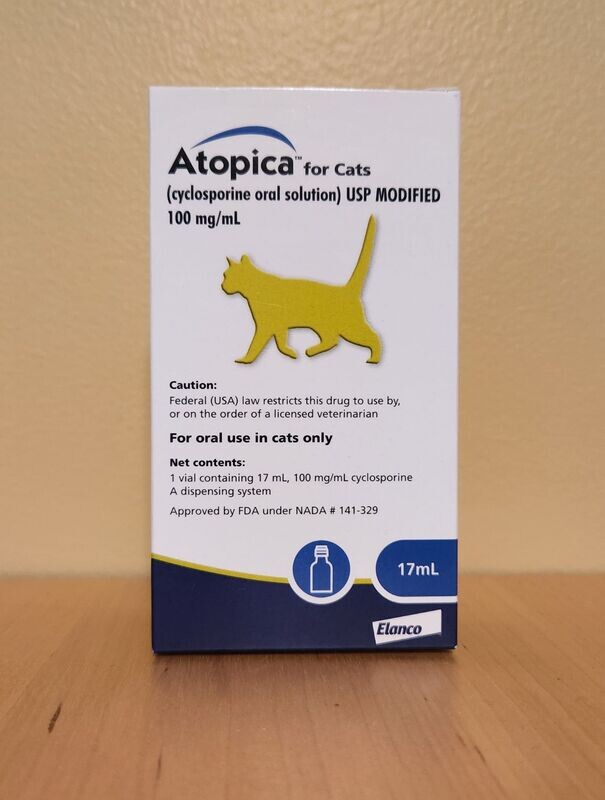 Atopica™ for Cats
(cyclosporine oral solution) USP MODIFIED
100 mg/mL
Caution:
Federal (USA) law restricts this drug to use by,
or on the order of a licensed veterinarian
For oral use in cats only
Net contents:
1 vial containing 17 mL, 100 mg/mL cyclosporine
A dispensing system
Approved by FDA under NADA # 141-329
17mL
Elanco